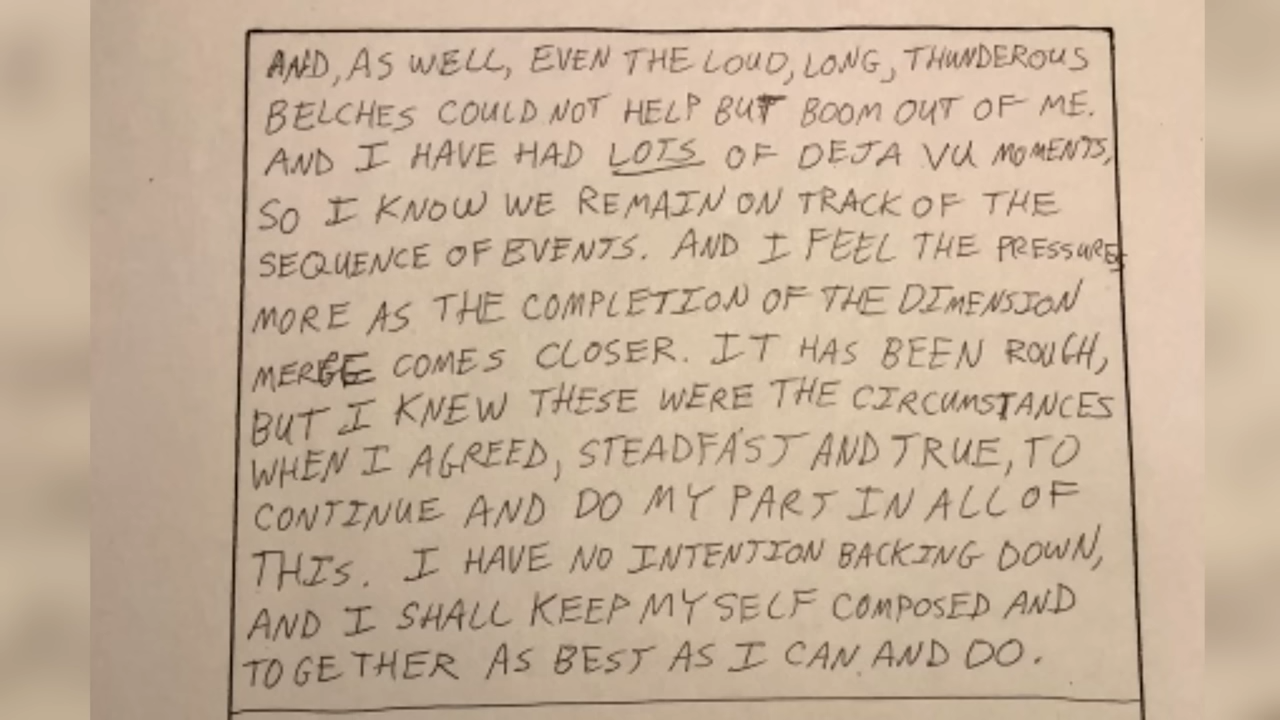 AND, AS WELL, EVEN THE LOUD, LONG, THUNDEROUS
BELCHES COULD NOT HELP BUT BOOM OUT OF ME.
AND I HAVE HAD LOTS OF DEJA VU MOMENTS,
SO I KNOW WE REMAIN ON TRACK OF THE
SEQUENCE OF EVENTS. AND I FEEL THE PRESSURES
MORE AS THE COMPLETION OF THE DIMENSION
MERGE COMES CLOSER. IT HAS BEEN ROUGH,
BUT I KNEW THESE WERE THE CIRCUMSTANCES
WHEN I AGREED, STEADFAST AND TRUE, TO
CONTINUE AND DO MY PART IN ALL OF
THIS. I HAVE NO INTENTION BACKING DOWN,
AND I SHALL KEEP MYSELF COMPOSED AND
TOGETHER AS BEST AS I CAN AND DO.